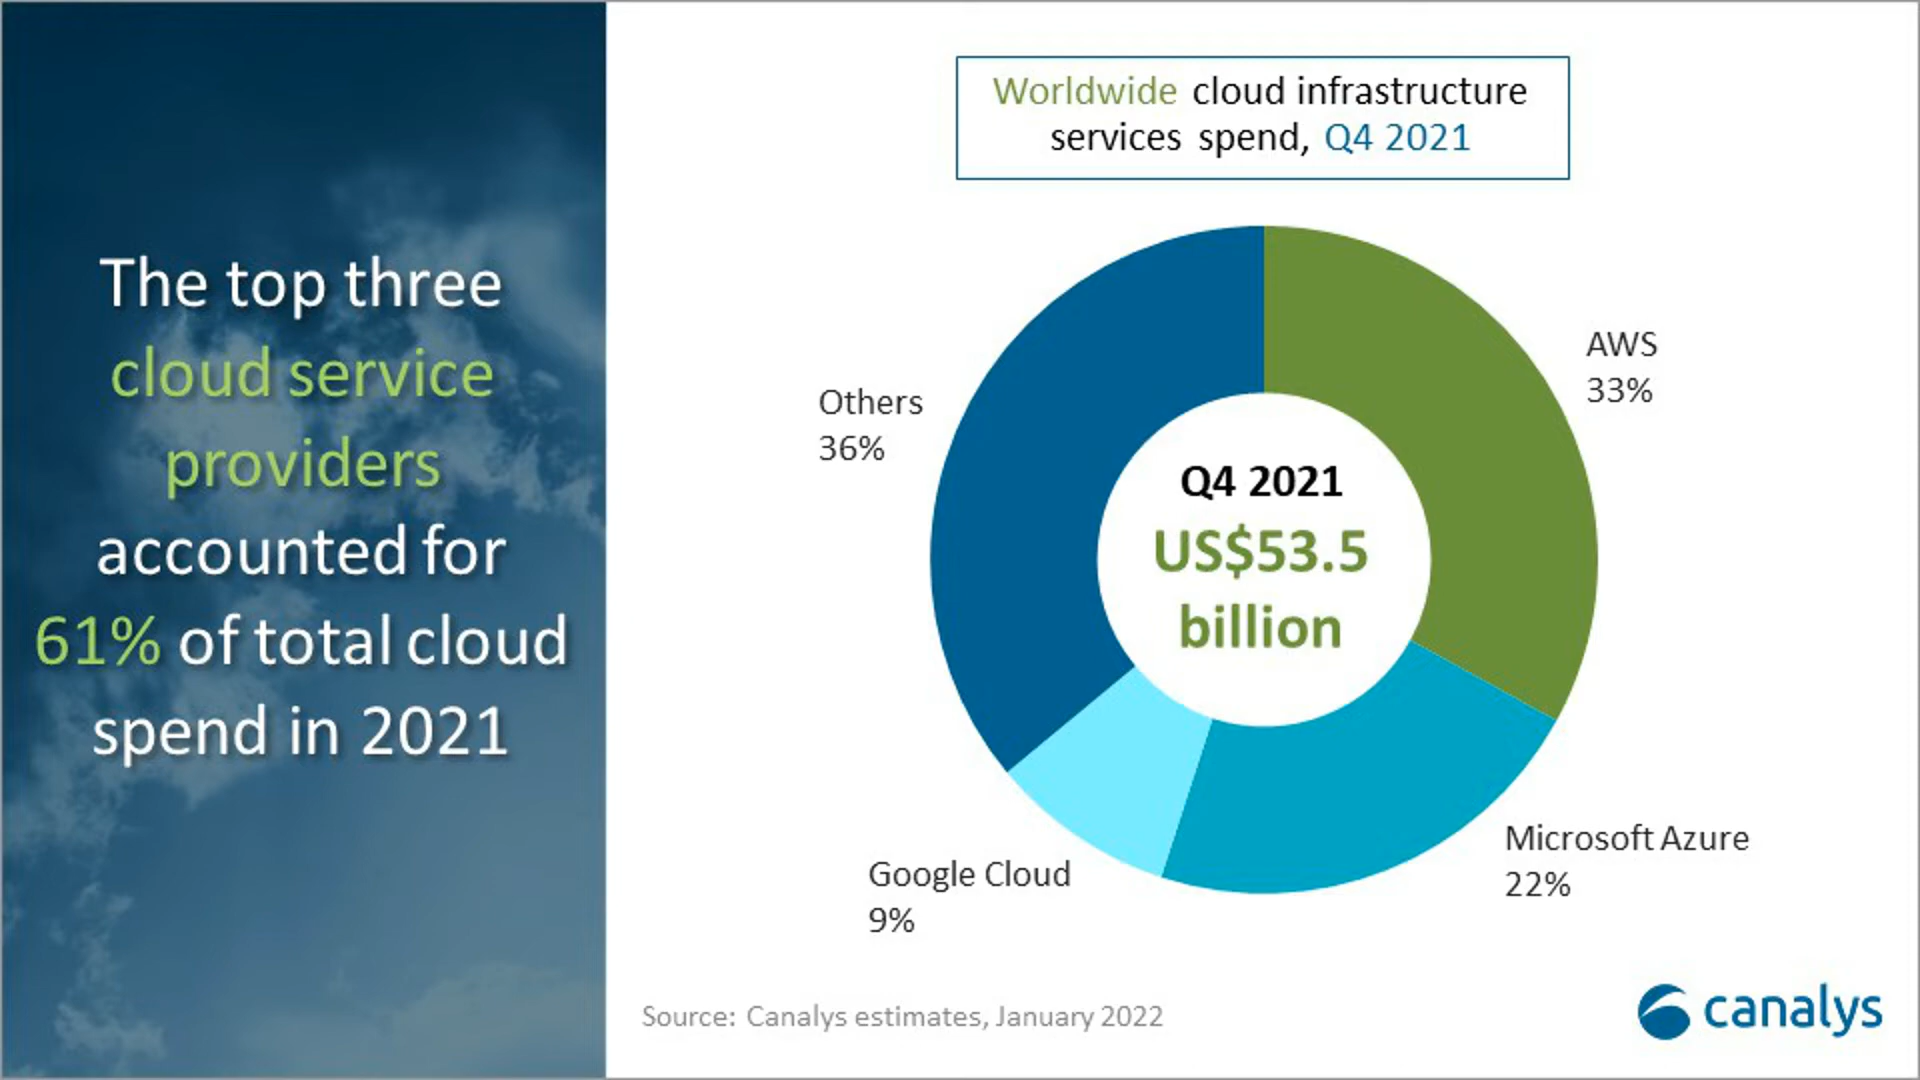 The top three
cloud service
providers
accounted for
61% of total cloud
spend in 2021
Worldwide cloud infrastructure
services spend, Q4 2021
AWS
33%
Others
36%
Q4 2021
US$53.5
billion
Microsoft Azure
22%
Google Cloud
9%
Source: Canalys estimates, January 2022
canalys